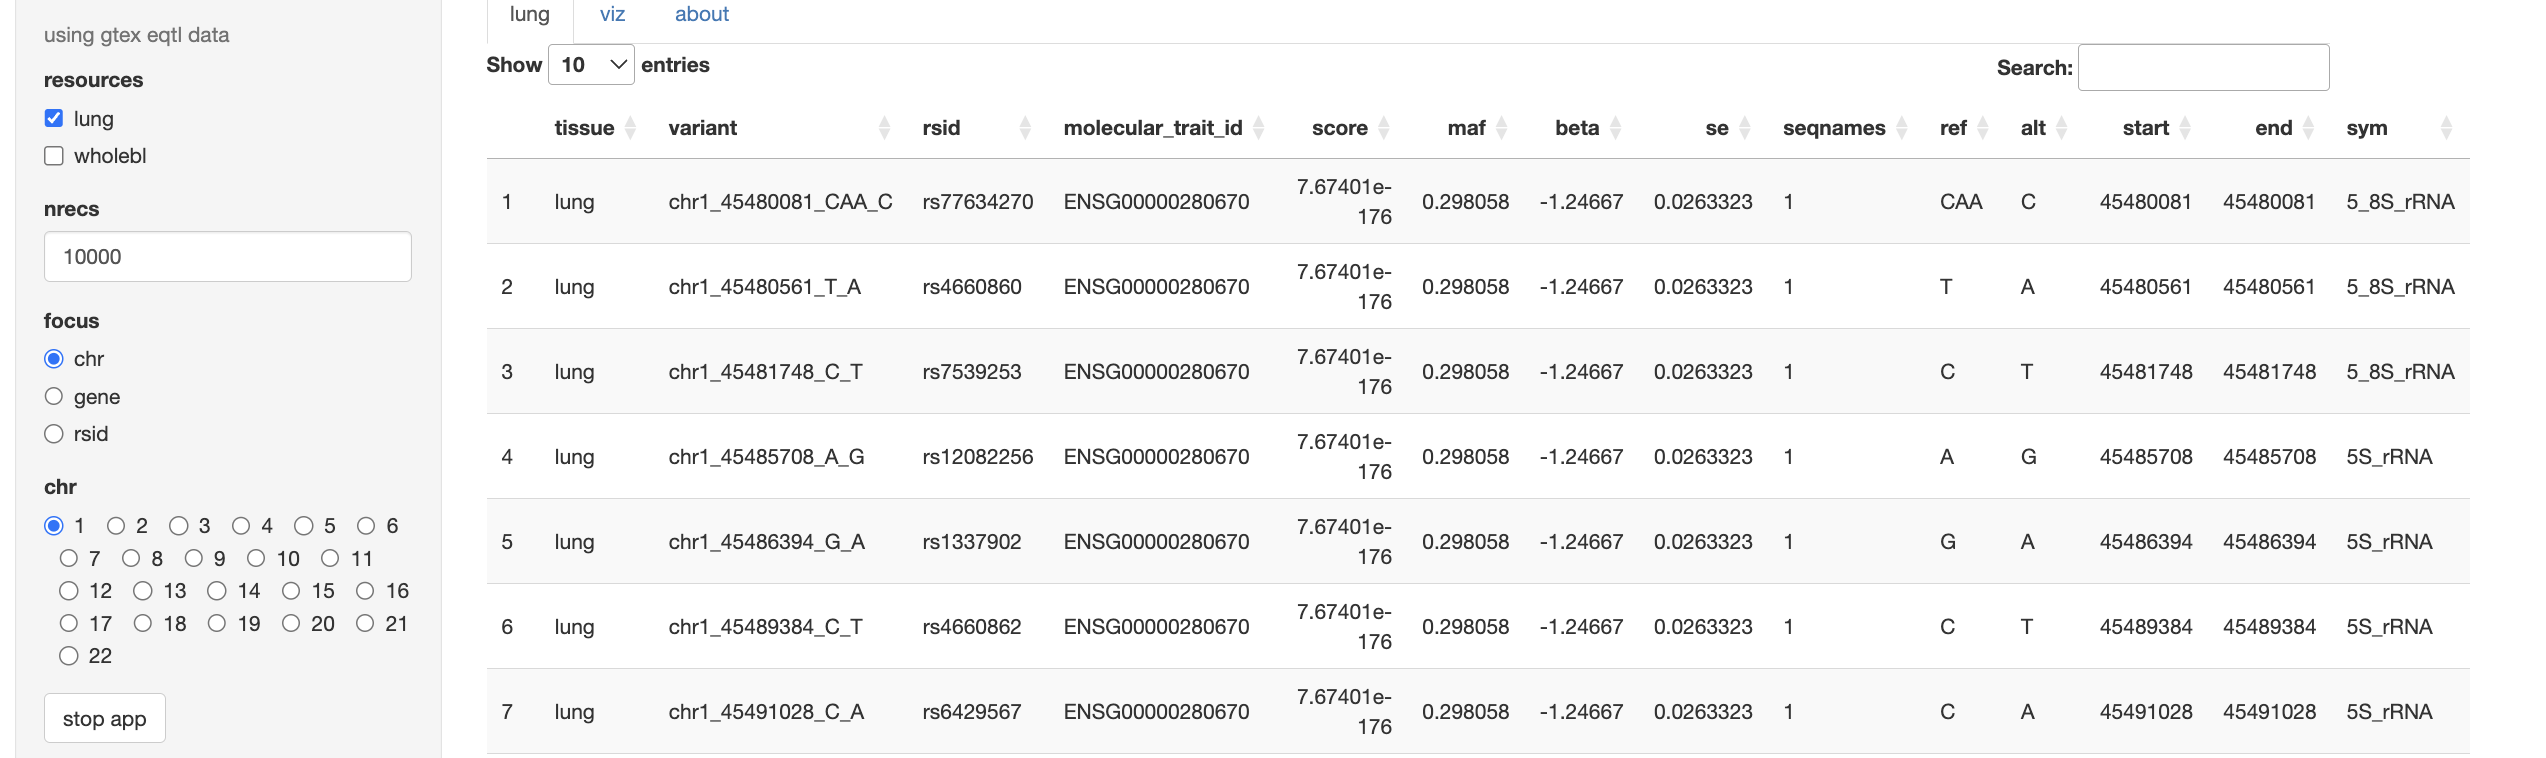 using gtex eqtl data
resources
lung
wholebl
nrecs
10000
focus
chr
gene
rsid
chr
1 2 3 4 5 6
7 8 9 10 11
12 13 14 15 16
17 18 19 20 21
22
stop app
lung viz about
Show 10 entries
Search:
tissue variant rsid molecular_trait_id score maf beta se seqnames ref alt start end sym
1 lung chr1_45480081_CAA_C rs77634270 ENSG00000280670 7.67401e-176 0.298058 -1.24667 0.0263323 1 CAA C 45480081 45480081 5_8S_rRNA
2 lung chr1_45480561_T_A rs4660860 ENSG00000280670 7.67401e-176 0.298058 -1.24667 0.0263323 1 T A 45480561 45480561 5_8S_rRNA
3 lung chr1_45481748_C_T rs7539253 ENSG00000280670 7.67401e-176 0.298058 -1.24667 0.0263323 1 C T 45481748 45481748 5_8S_rRNA
4 lung chr1_45485708_A_G rs12082256 ENSG00000280670 7.67401e-176 0.298058 -1.24667 0.0263323 1 A G 45485708 45485708 5S_rRNA
5 lung chr1_45486394_G_A rs1337902 ENSG00000280670 7.67401e-176 0.298058 -1.24667 0.0263323 1 G A 45486394 45486394 5S_rRNA
6 lung chr1_45489384_C_T rs4660862 ENSG00000280670 7.67401e-176 0.298058 -1.24667 0.0263323 1 C T 45489384 45489384 5S_rRNA
7 lung chr1_45491028_C_A rs6429567 ENSG00000280670 7.67401e-176 0.298058 -1.24667 0.0263323 1 C A 45491028 45491028 5S_rRNA